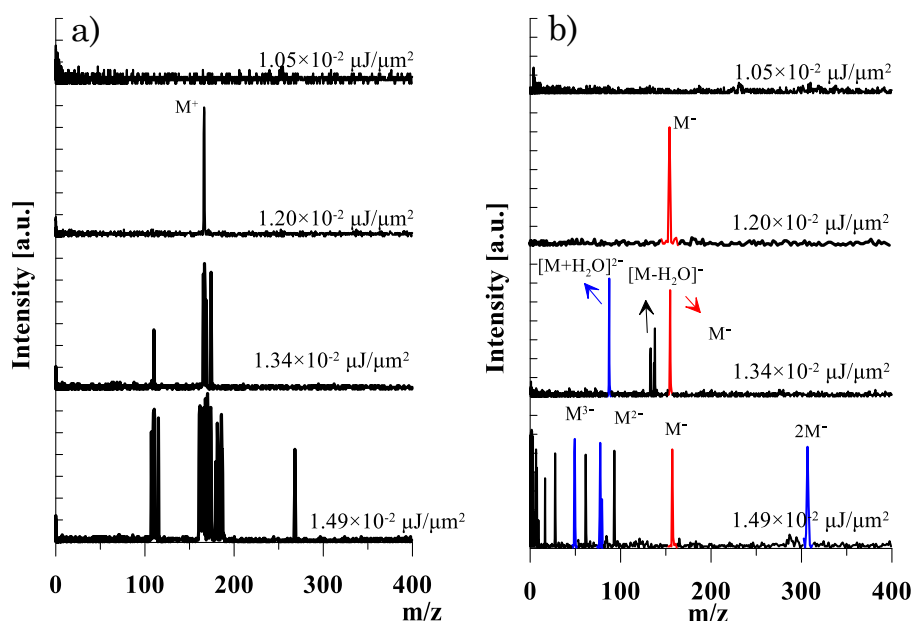 a)
Intensity [a.u.]
1.05×10⁻² μJ/μm²
M⁺
1.20×10⁻² μJ/μm²
1.34×10⁻² μJ/μm²
1.49×10⁻² μJ/μm²
0 100 200 300 400
m/z
b)
Intensity [a.u.]
1.05×10⁻² μJ/μm²
M⁻
1.20×10⁻² μJ/μm²
[M+H₂O]²⁻ [M-H₂O]⁻
M⁻
1.34×10⁻² μJ/μm²
M³⁻ M²⁻ M⁻ 2M⁻
1.49×10⁻² μJ/μm²
0 100 200 300 400
m/z